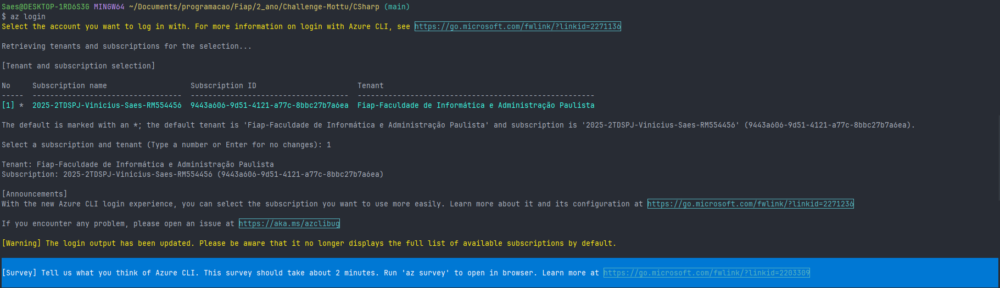 Saes@DESKTOP-1RD6S3G MINGW64 ~/Documents/programacao/Fiap/2_ano/Challenge-Mottu/CSharp (main)
$ az login
Select the account you want to log in with. For more information on login with Azure CLI, see https://go.microsoft.com/fwlink/?linkid=2271136
Retrieving tenants and subscriptions for the selection...
[Tenant and subscription selection]
No     Subscription name                   Subscription ID                       Tenant
-----  ----------------------------------  ------------------------------------  ------------------------------------------------------
[1] *  2025-2TDSPJ-Vinicius-Saes-RM554456  9443a606-9d51-4121-a77c-8bbc27b7a6ea  Fiap-Faculdade de Informática e Administração Paulista
The default is marked with an *; the default tenant is 'Fiap-Faculdade de Informática e Administração Paulista' and subscription is '2025-2TDSPJ-Vinicius-Saes-RM554456' (9443a606-9d51-4121-a77c-8bbc27b7a6ea).
Select a subscription and tenant (Type a number or Enter for no changes): 1
Tenant: Fiap-Faculdade de Informática e Administração Paulista
Subscription: 2025-2TDSPJ-Vinicius-Saes-RM554456 (9443a606-9d51-4121-a77c-8bbc27b7a6ea)
[Announcements]
With the new Azure CLI login experience, you can select the subscription you want to use more easily. Learn more about it and its configuration at https://go.microsoft.com/fwlink/?linkid=2271236
If you encounter any problem, please open an issue at https://aka.ms/azclibug
[Warning] The login output has been updated. Please be aware that it no longer displays the full list of available subscriptions by default.
[Survey] Tell us what you think of Azure CLI. This survey should take about 2 minutes. Run 'az survey' to open in browser. Learn more at https://go.microsoft.com/fwlink/?linkid=2203309